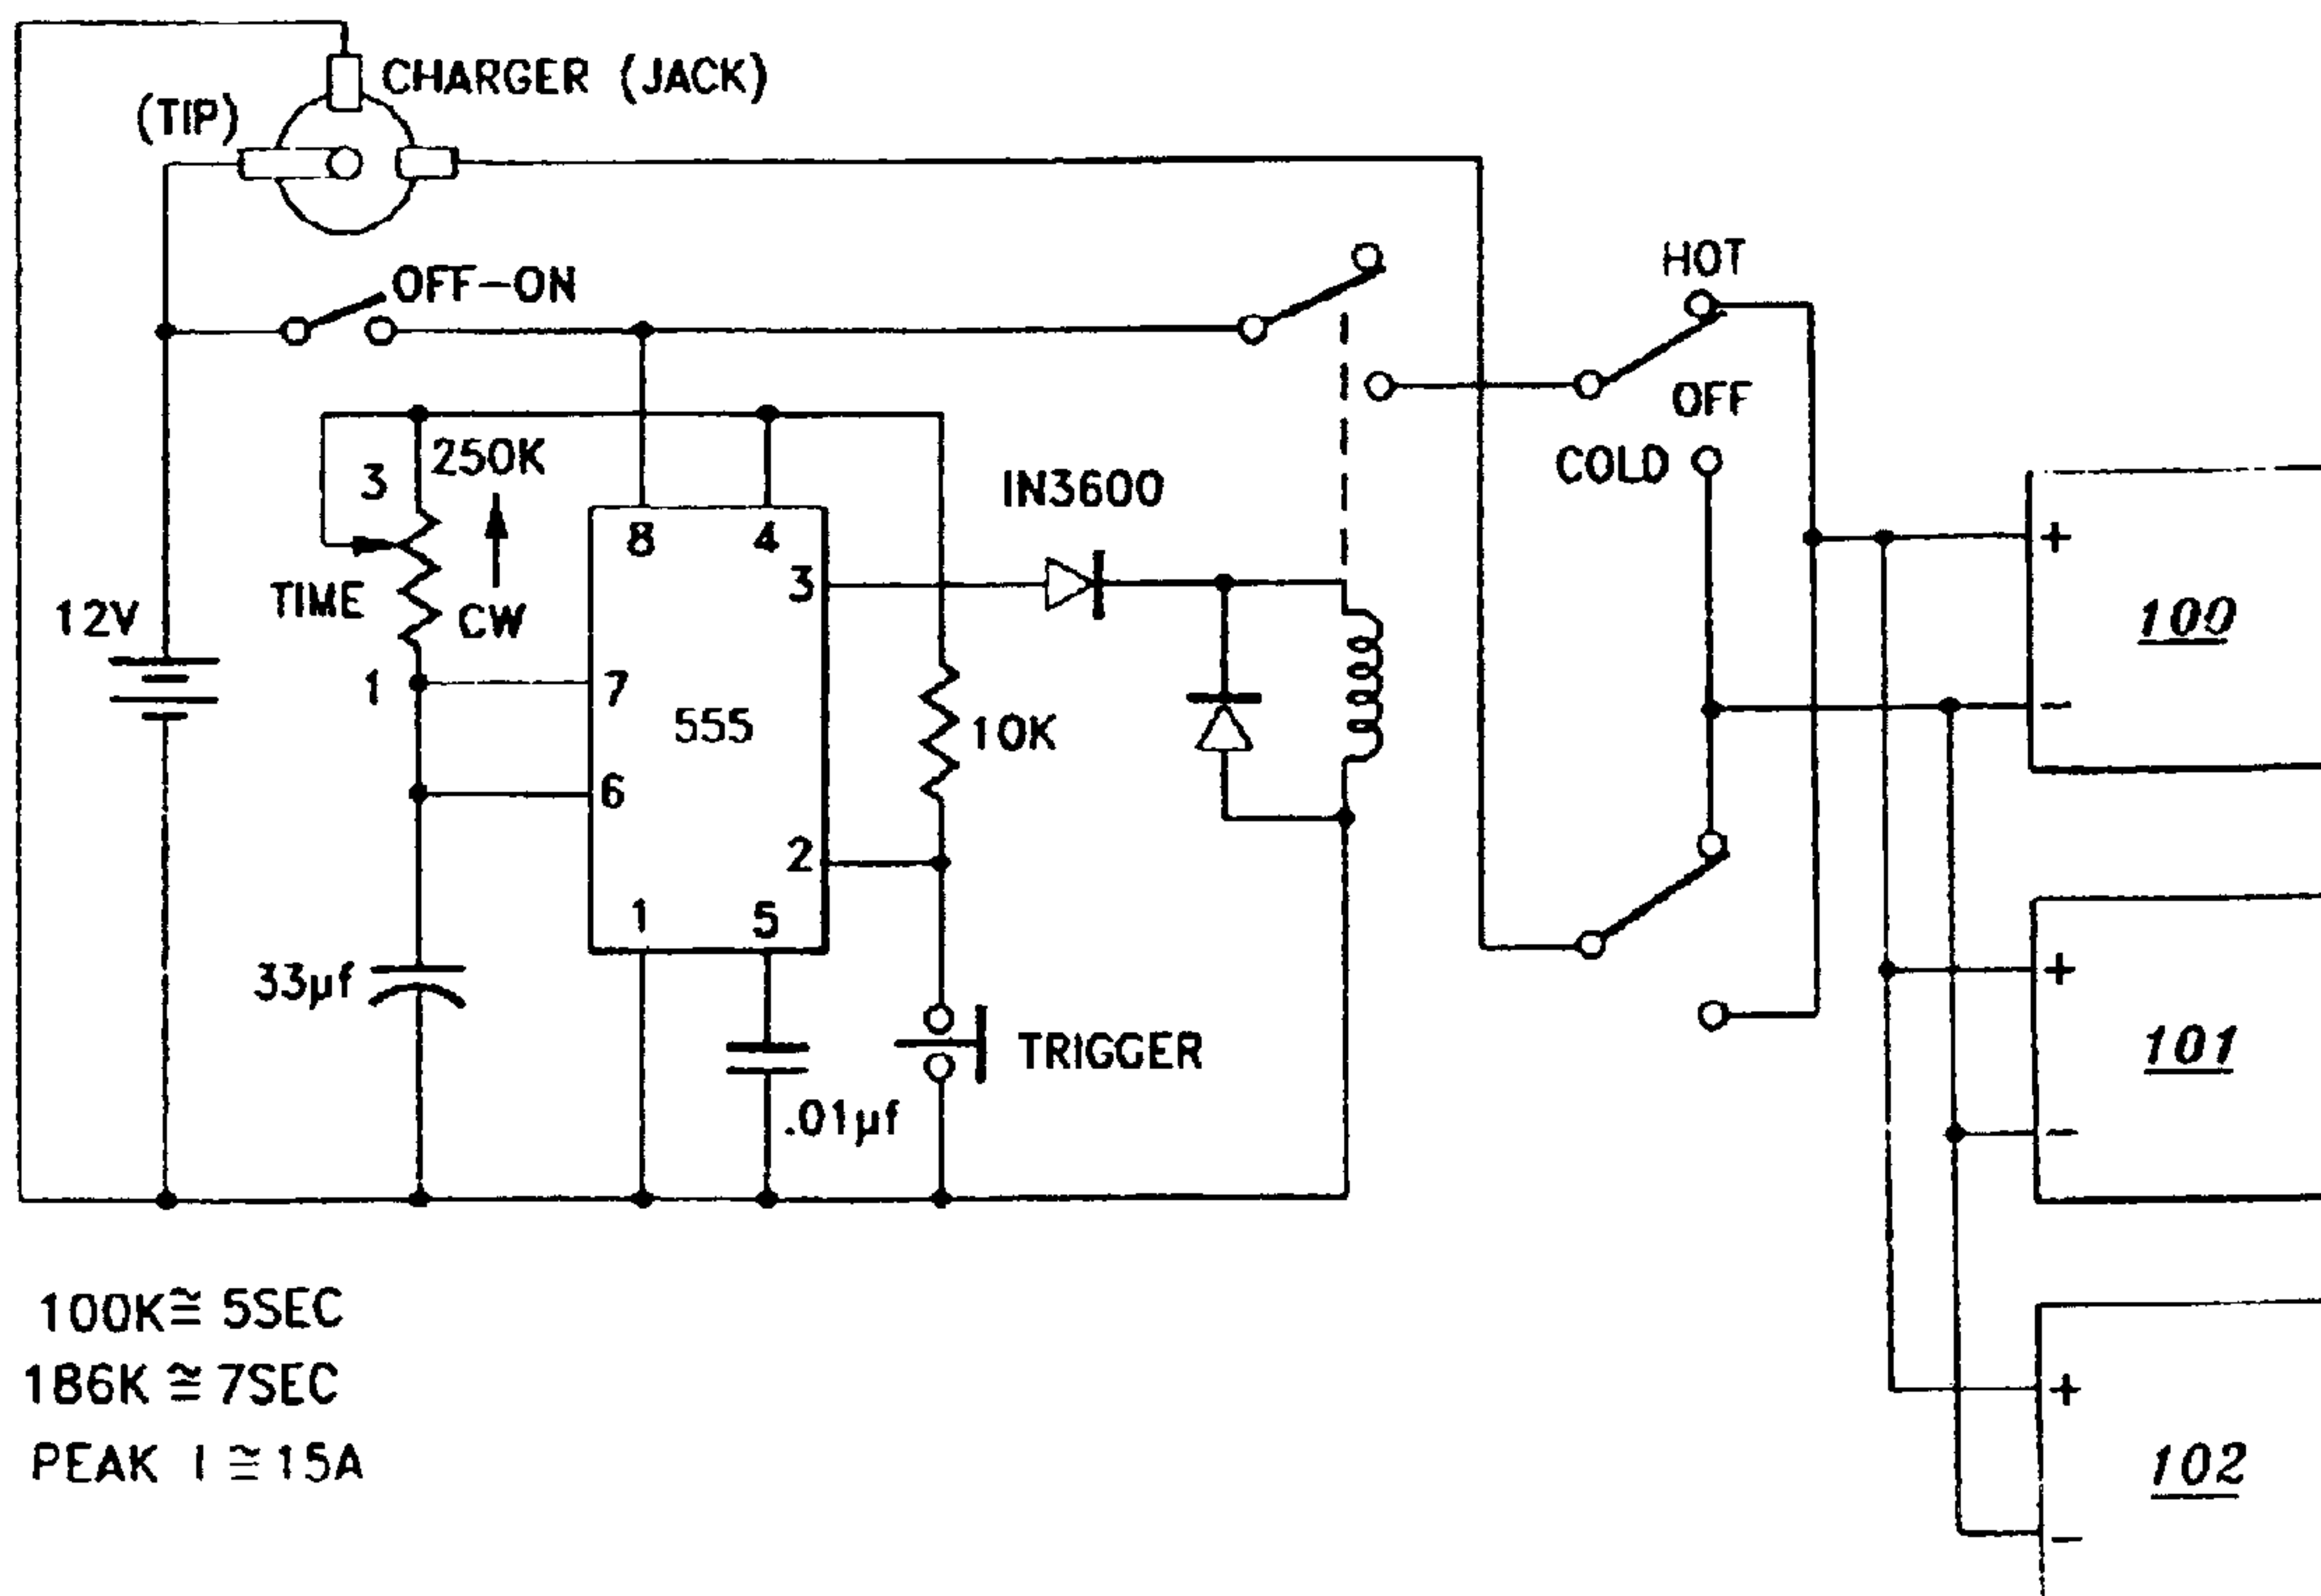 CHARGER (JACK)
(TIP)
OFF-ON
HOT
OFF
COLD
250K
3
IN3600
8
4
+
3
TIME
CW
12V
100
1
7
-
555
10K
6
2
1
5
33µf
+
TRIGGER
101
.01µf
-
100K≅ 5SEC
186K ≅ 7SEC
+
PEAK I ≅15A
102
-